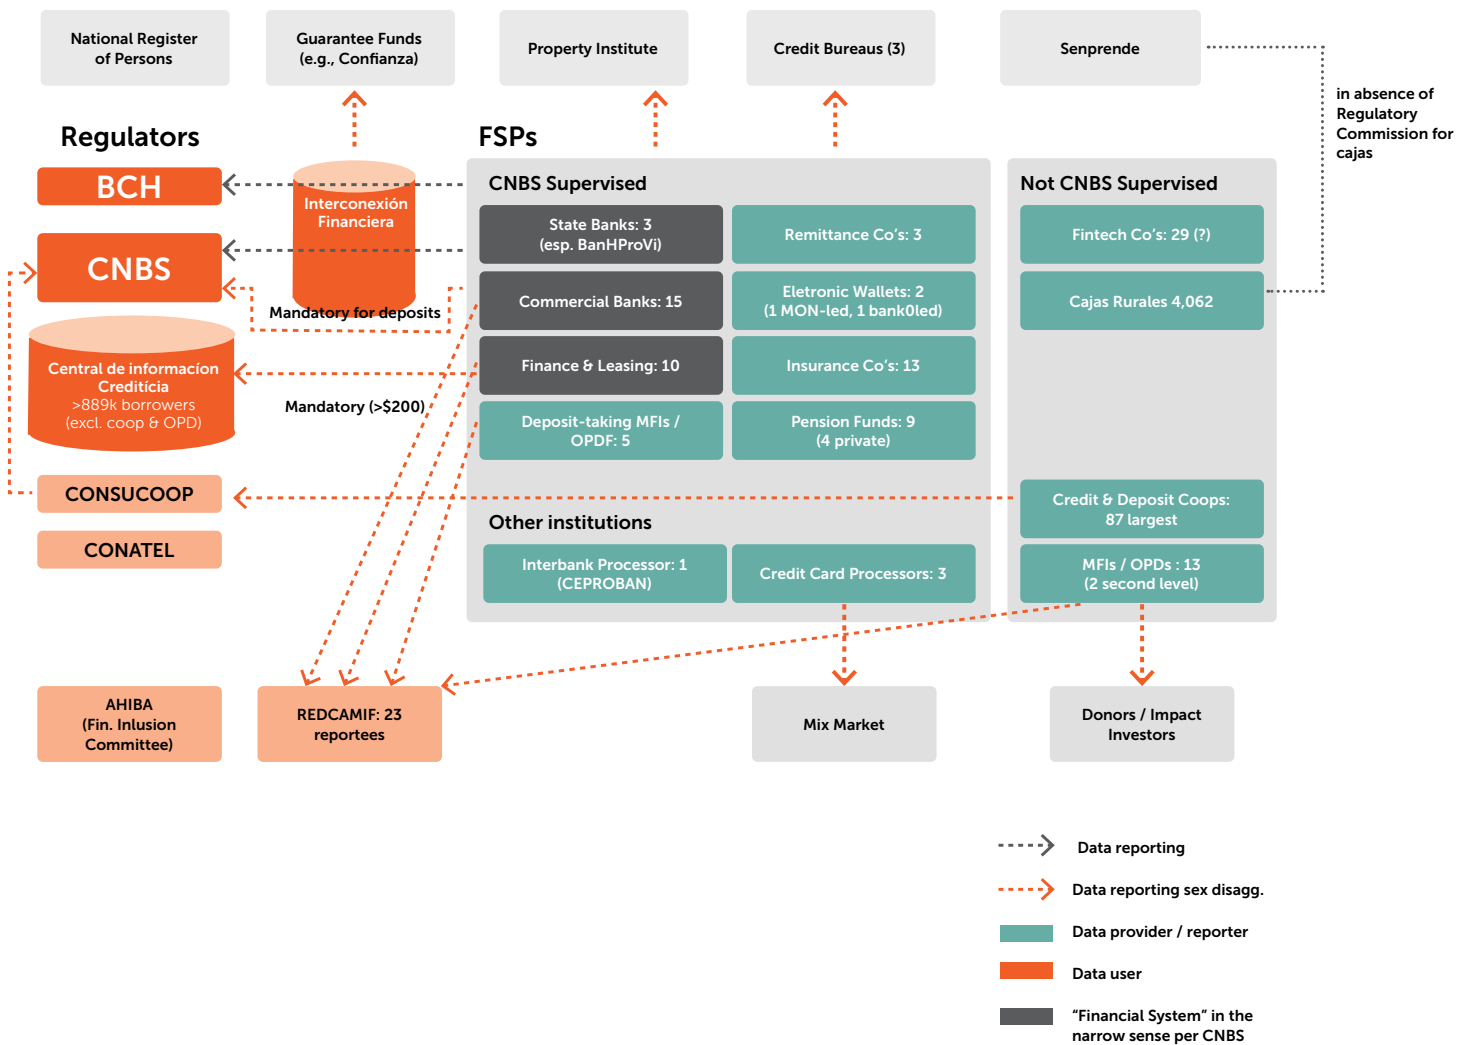 National Register
of Persons
Guarantee Funds
(e.g., Confianza)
Property Institute
Credit Bureaus (3)
Senprende
in absence of
Regulatory
Commission for
cajas
Regulators
FSPs
BCH
CNBS
Interconexión
Financiera
Mandatory for deposits
Central de informacíon
Creditícia
>889k borrowers
(excl. coop & OPD)
Mandatory (>$200)
CONSUCOOP
CONATEL
CNBS Supervised
State Banks: 3
(esp. BanHProVi)
Remittance Co's: 3
Commercial Banks: 15
Eletronic Wallets: 2
(1 MON-led, 1 bank0led)
Finance & Leasing: 10
Insurance Co's: 13
Deposit-taking MFIs /
OPDF: 5
Pension Funds: 9
(4 private)
Other institutions
Interbank Processor: 1
(CEPROBAN)
Credit Card Processors: 3
Not CNBS Supervised
Fintech Co's: 29 (?)
Cajas Rurales 4,062
Credit & Deposit Coops:
87 largest
MFIs / OPDs : 13
(2 second level)
AHIBA
(Fin. Inlusion
Committee)
REDCAMIF: 23
reportees
Mix Market
Donors / Impact
Investors
Data reporting
Data reporting sex disagg.
Data provider / reporter
Data user
“Financial System” in the
narrow sense per CNBS